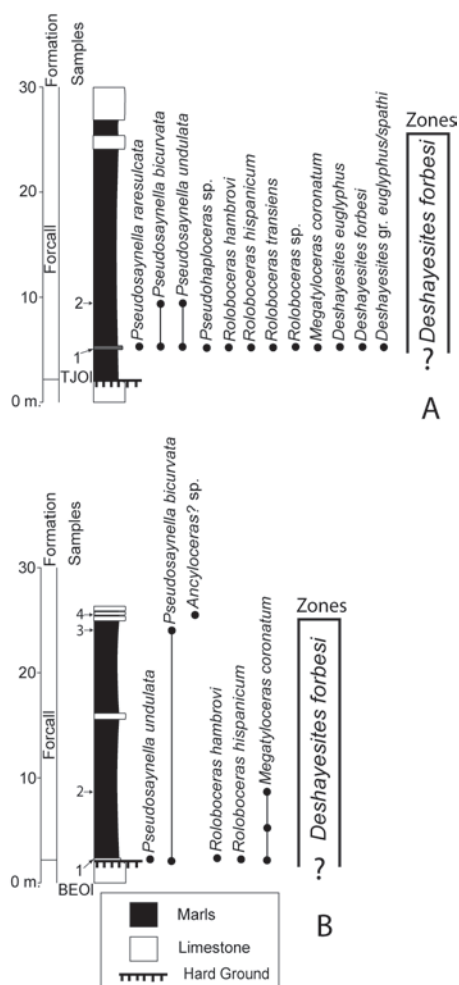 A
Formation
Samples
30
20
10
0 m.
Forcall
2
1
TJOI
Pseudosaynella raresulcata
Pseudosaynella bicurvata
Pseudosaynella undulata
Pseudohaploceras sp.
Roloboceras hambrovi
Roloboceras hispanicum
Roloboceras transiens
Roloboceras sp.
Megatyloceras coronatum
Deshayesites euglyphus
Deshayesites forbesi
Deshayesites gr. euglyphus/spathi
Zones
Deshayesites forbesi
?
A
Formation
Samples
30
20
10
0 m.
Forcall
4
3
2
1
BEOI
Pseudosaynella undulata
Pseudosaynella bicurvata
Ancyloceras? sp.
Roloboceras hambrovi
Roloboceras hispanicum
Megatyloceras coronatum
Zones
Deshayesites forbesi
?
B
Marls
Limestone
Hard Ground